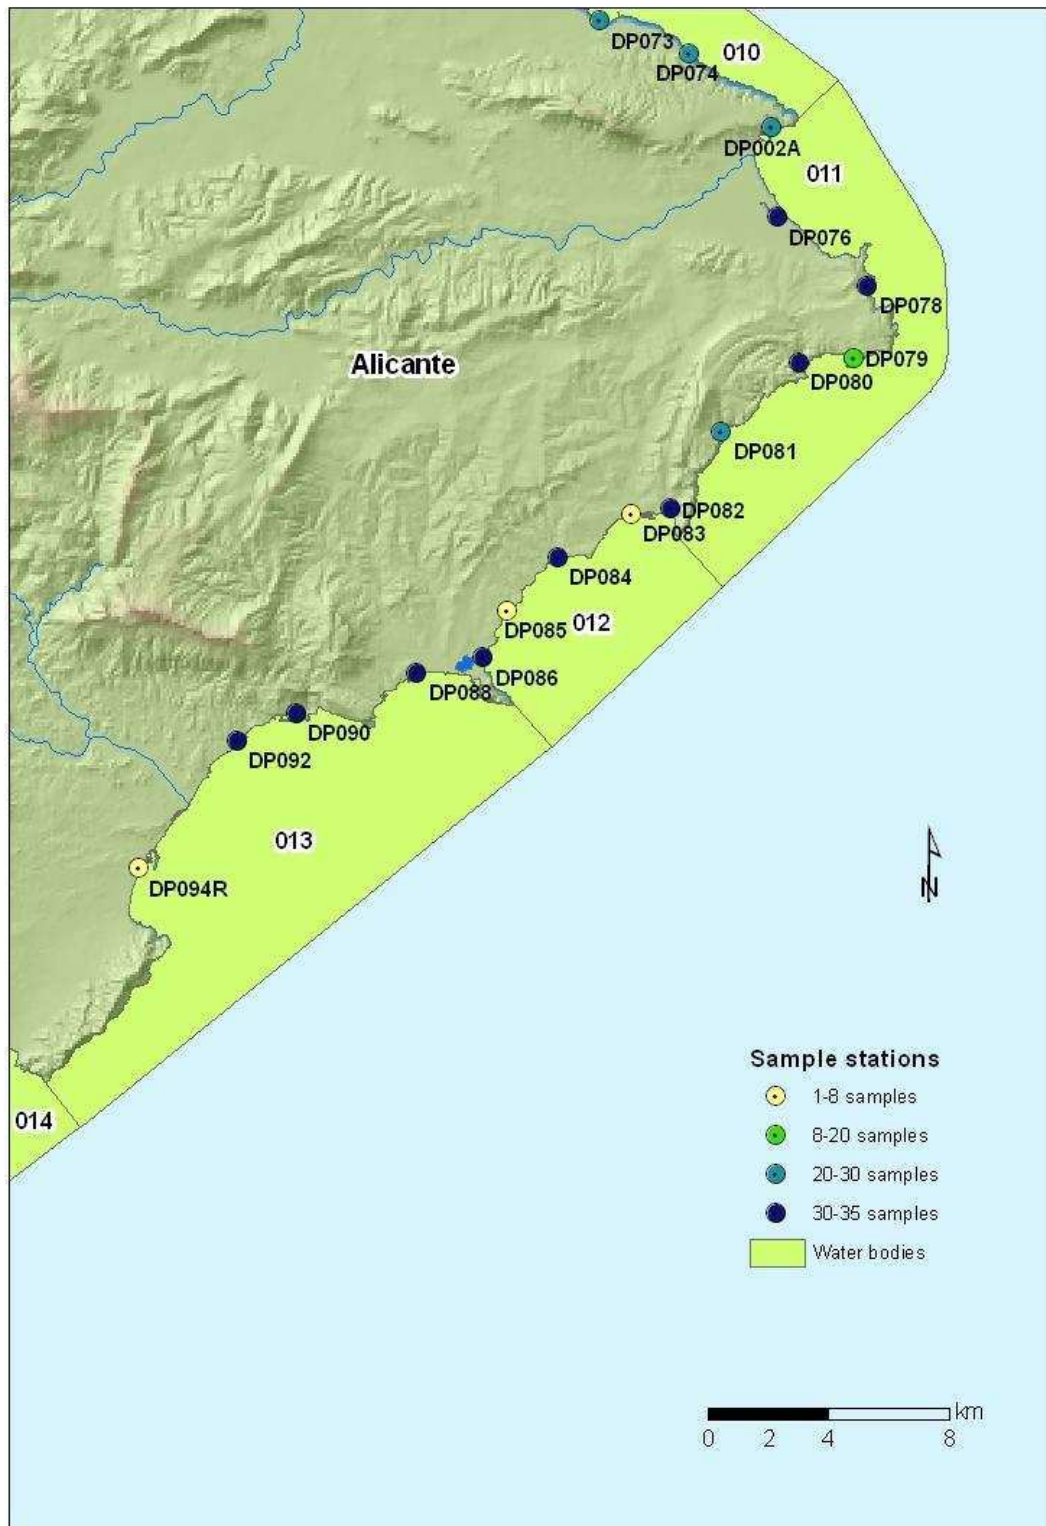 DP073
010
DP074
DP002A
011
DP076
DP078
Alicante
DP079
DP080
DP081
DP082
DP083
DP084
012
DP085
DP086
DP088
DP090
DP092
013
DP094R
N
014
Sample stations
1-8 samples
8-20 samples
20-30 samples
30-35 samples
Water bodies
km
0 2 4 8